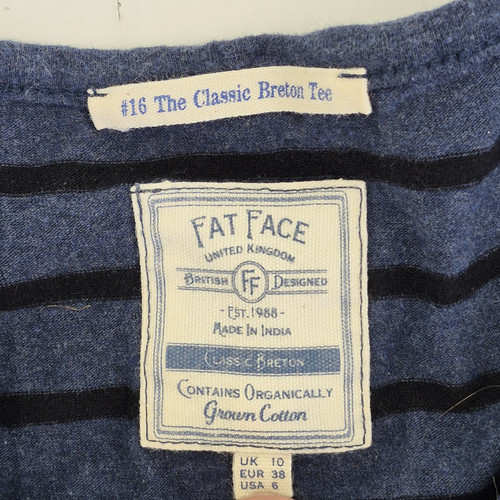 #16 The Classic Breton Tee
FAT FACE
UNITED KINGDOM
BRITISH FF DESIGNED
- EST. 1988 -
MADE IN INDIA
CLASSIC BRETON
CONTAINS ORGANICALLY
Grown Cotton
UK 10
EUR 38
USA 6